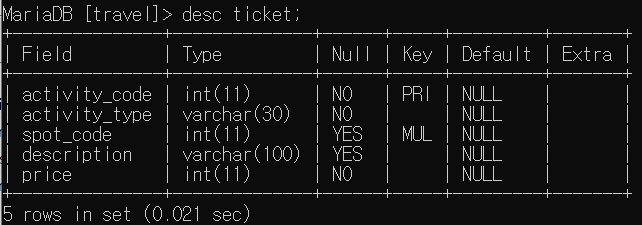 MariaDB [travel]> desc ticket;
+---------------+--------------+------+-----+---------+-------+
| Field         | Type         | Null | Key | Default | Extra |
+---------------+--------------+------+-----+---------+-------+
| activity_code | int(11)      | NO   | PRI | NULL    |       |
| activity_type | varchar(30)  | NO   |     | NULL    |       |
| spot_code     | int(11)      | YES  | MUL | NULL    |       |
| description   | varchar(100) | YES  |     | NULL    |       |
| price         | int(11)      | NO   |     | NULL    |       |
+---------------+--------------+------+-----+---------+-------+
5 rows in set (0.021 sec)